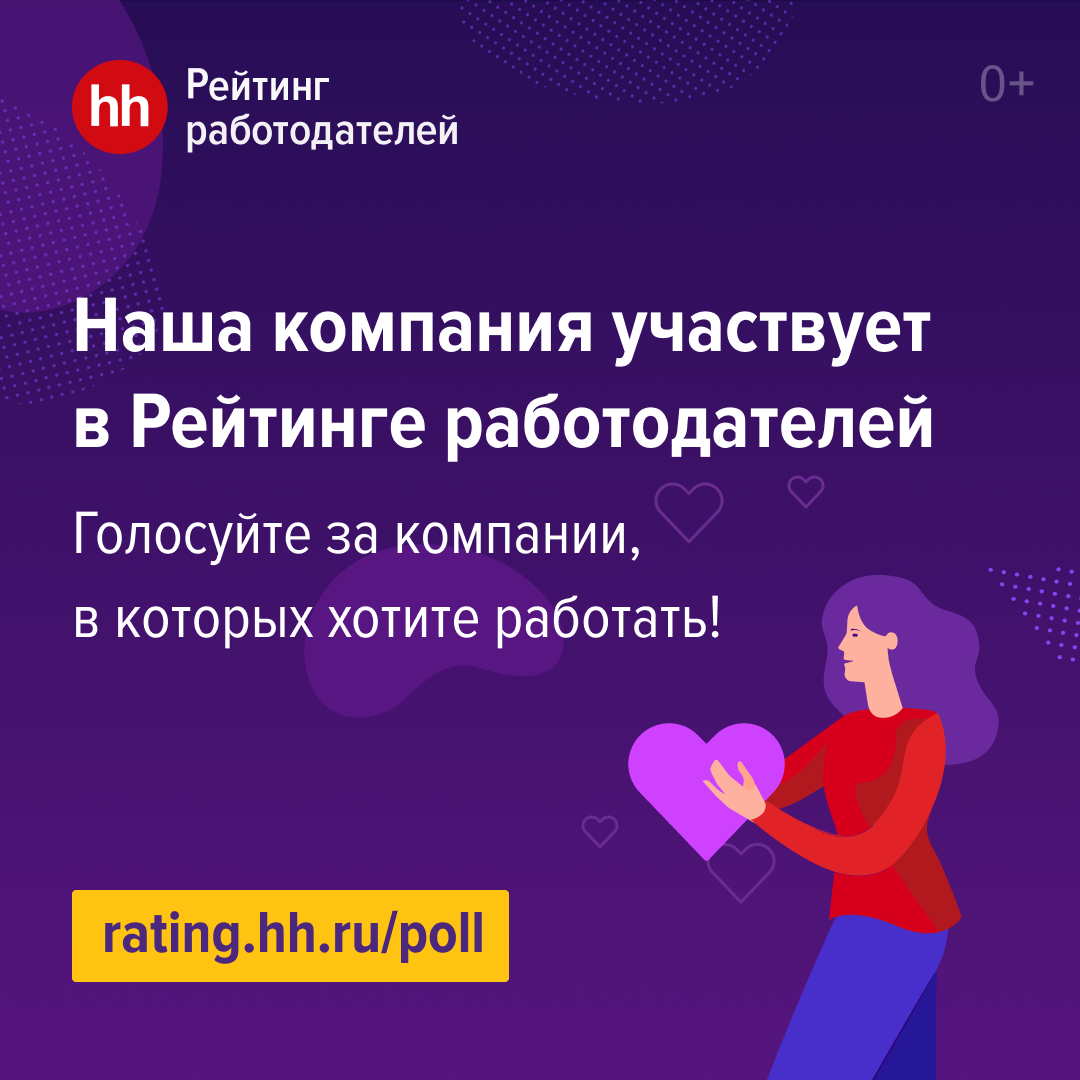 hh
Рейтинг
работодателей
0+
Наша компания участвует
в Рейтинге работодателей
Голосуйте за компании,
в которых хотите работать!
rating.hh.ru/poll